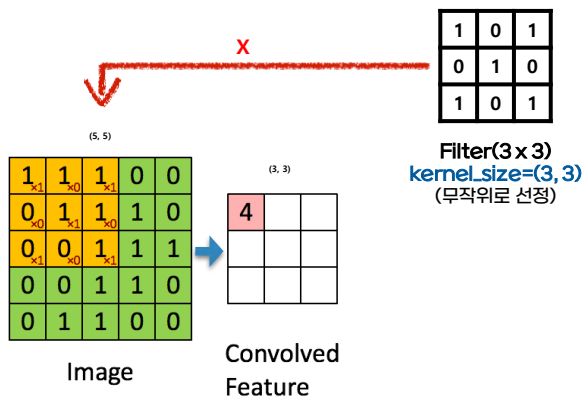 X
1 0 1
0 1 0
1 0 1
Filter(3 x 3)
kernel_size=(3, 3)
(무작위로 선정)
(5, 5)
1×1 1×0 1×1 0 0
0×0 1×1 1×0 1 0
0×1 0×0 1×1 1 1
0 0 1 1 0
0 1 1 0 0
Image
(3, 3)
4
Convolved
Feature